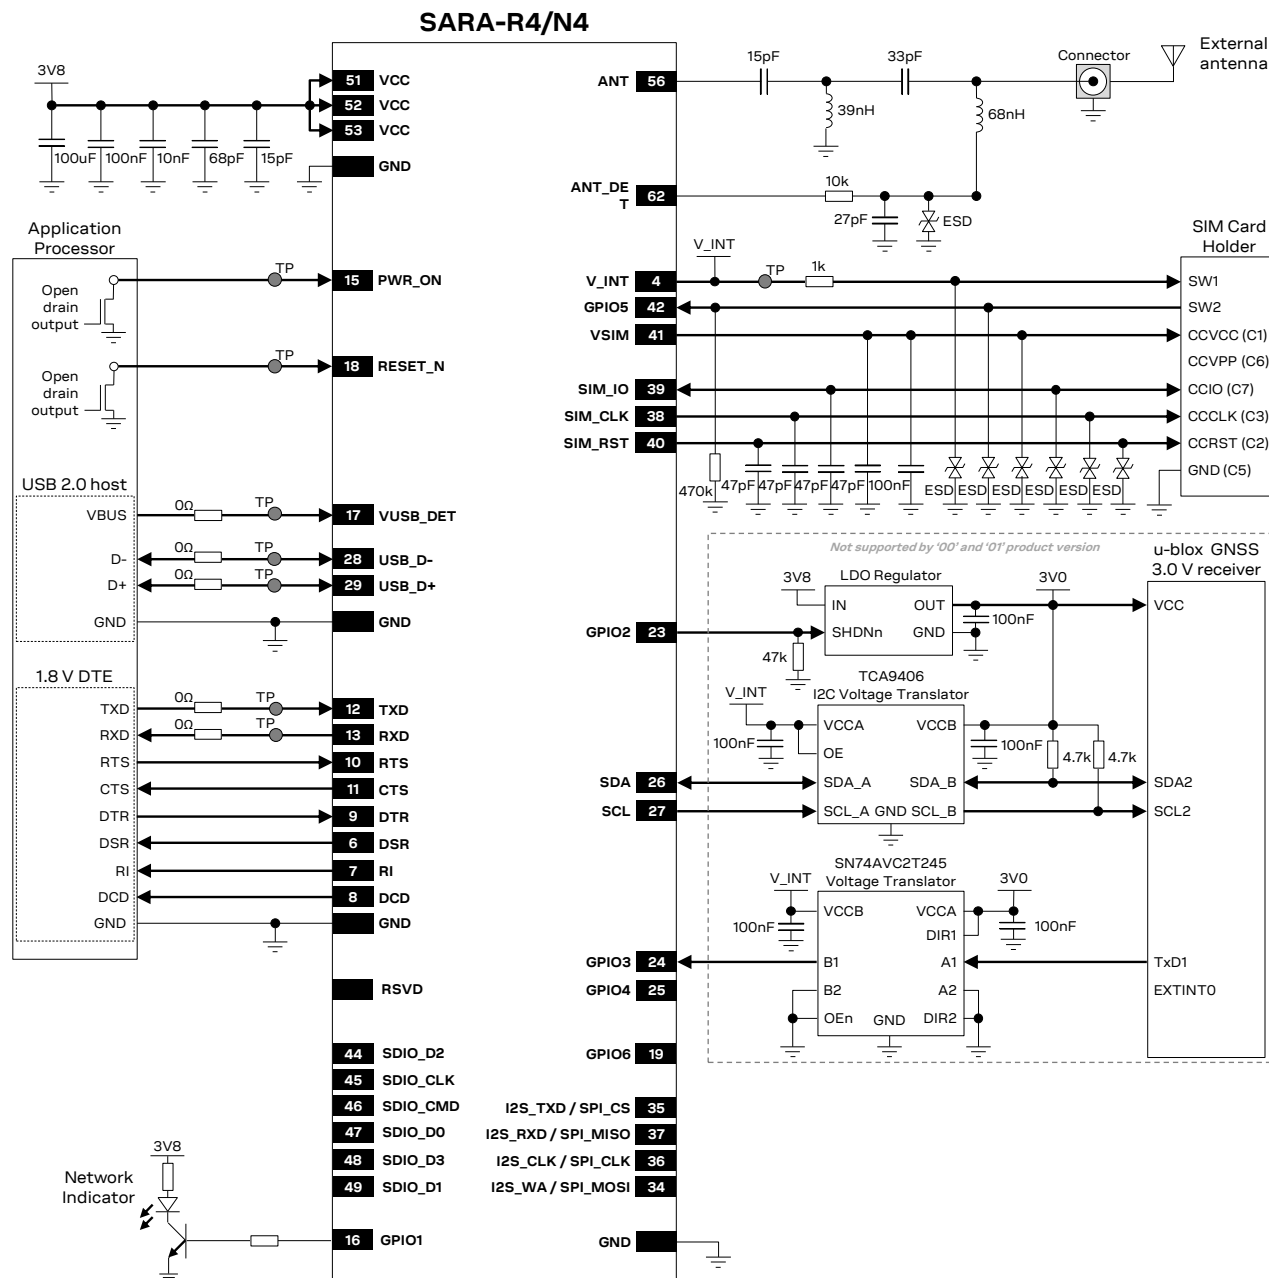 SARA-R4/N4
3V8
100uF 100nF 10nF 68pF 15pF
51 VCC
52 VCC
53 VCC
GND
ANT 56
15pF
33pF
39nH
68nH
Connector
External
antenna
ANT_DE
T
62
10k
27pF
ESD
Application
Processor
Open
drain
output
TP
15 PWR_ON
Open
drain
output
TP
18 RESET_N
V_INT
V_INT 4
TP
1k
GPIO5 42
VSIM 41
SIM_IO 39
SIM_CLK 38
SIM_RST 40
470k
47pF 47pF 47pF 47pF 100nF
ESD ESD ESD ESD ESD ESD
SIM Card
Holder
SW1
SW2
CCVCC (C1)
CCVPP (C6)
CCIO (C7)
CCCLK (C3)
CCRST (C2)
GND (C5)
USB 2.0 host
VBUS 0Ω TP 17 VUSB_DET
D- 0Ω TP 28 USB_D-
D+ 0Ω TP 29 USB_D+
GND GND
1.8 V DTE
TXD 0Ω TP 12 TXD
RXD 0Ω TP 13 RXD
RTS 10 RTS
CTS 11 CTS
DTR 9 DTR
DSR 6 DSR
RI 7 RI
DCD 8 DCD
GND GND
Not supported by ‘00’ and ‘01’ product version
u-blox GNSS
3.0 V receiver
LDO Regulator
3V8
3V0
IN OUT
SHDNn GND
100nF
VCC
GPIO2 23
47k
TCA9406
I2C Voltage Translator
V_INT
VCCA VCCB
OE
100nF
100nF
4.7k 4.7k
SDA 26 SDA_A SDA_B SDA2
SCL 27 SCL_A GND SCL_B SCL2
SN74AVC2T245
Voltage Translator
V_INT
3V0
VCCB VCCA
100nF
DIR1
100nF
GPIO3 24 B1 A1 TxD1
GPIO4 25 B2 A2 EXTINT0
OEn GND DIR2
RSVD
GPIO6 19
44 SDIO_D2
45 SDIO_CLK
46 SDIO_CMD
47 SDIO_D0
48 SDIO_D3
49 SDIO_D1
I2S_TXD / SPI_CS 35
I2S_RXD / SPI_MISO 37
I2S_CLK / SPI_CLK 36
I2S_WA / SPI_MOSI 34
3V8
Network
Indicator
16 GPIO1
GND